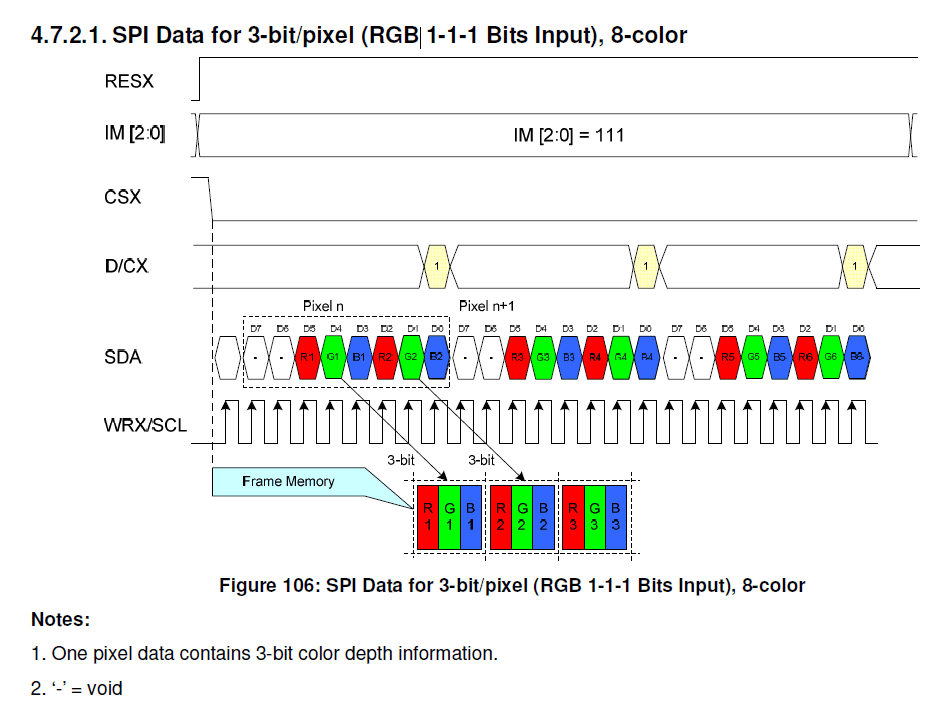 4.7.2.1. SPI Data for 3-bit/pixel (RGB 1-1-1 Bits Input), 8-color
RESX
IM [2:0]
IM [2:0] = 111
CSX
D/CX
1
1
1
Pixel n
Pixel n+1
D7 D6 D5 D4 D3 D2 D1 D0 D7 D6 D5 D4 D3 D2 D1 D0 D7 D6 D5 D4 D3 D2 D1 D0
SDA
- - R1 G1 B1 R2 G2 B2 - - R3 G3 B3 R4 G4 B4 - - R5 G5 B5 R6 G6 B6
WRX/SCL
3-bit
3-bit
Frame Memory
R G B R G B R G B
1 1 1 2 2 2 3 3 3
Figure 106: SPI Data for 3-bit/pixel (RGB 1-1-1 Bits Input), 8-color
Notes:
1. One pixel data contains 3-bit color depth information.
2. ‘-’ = void